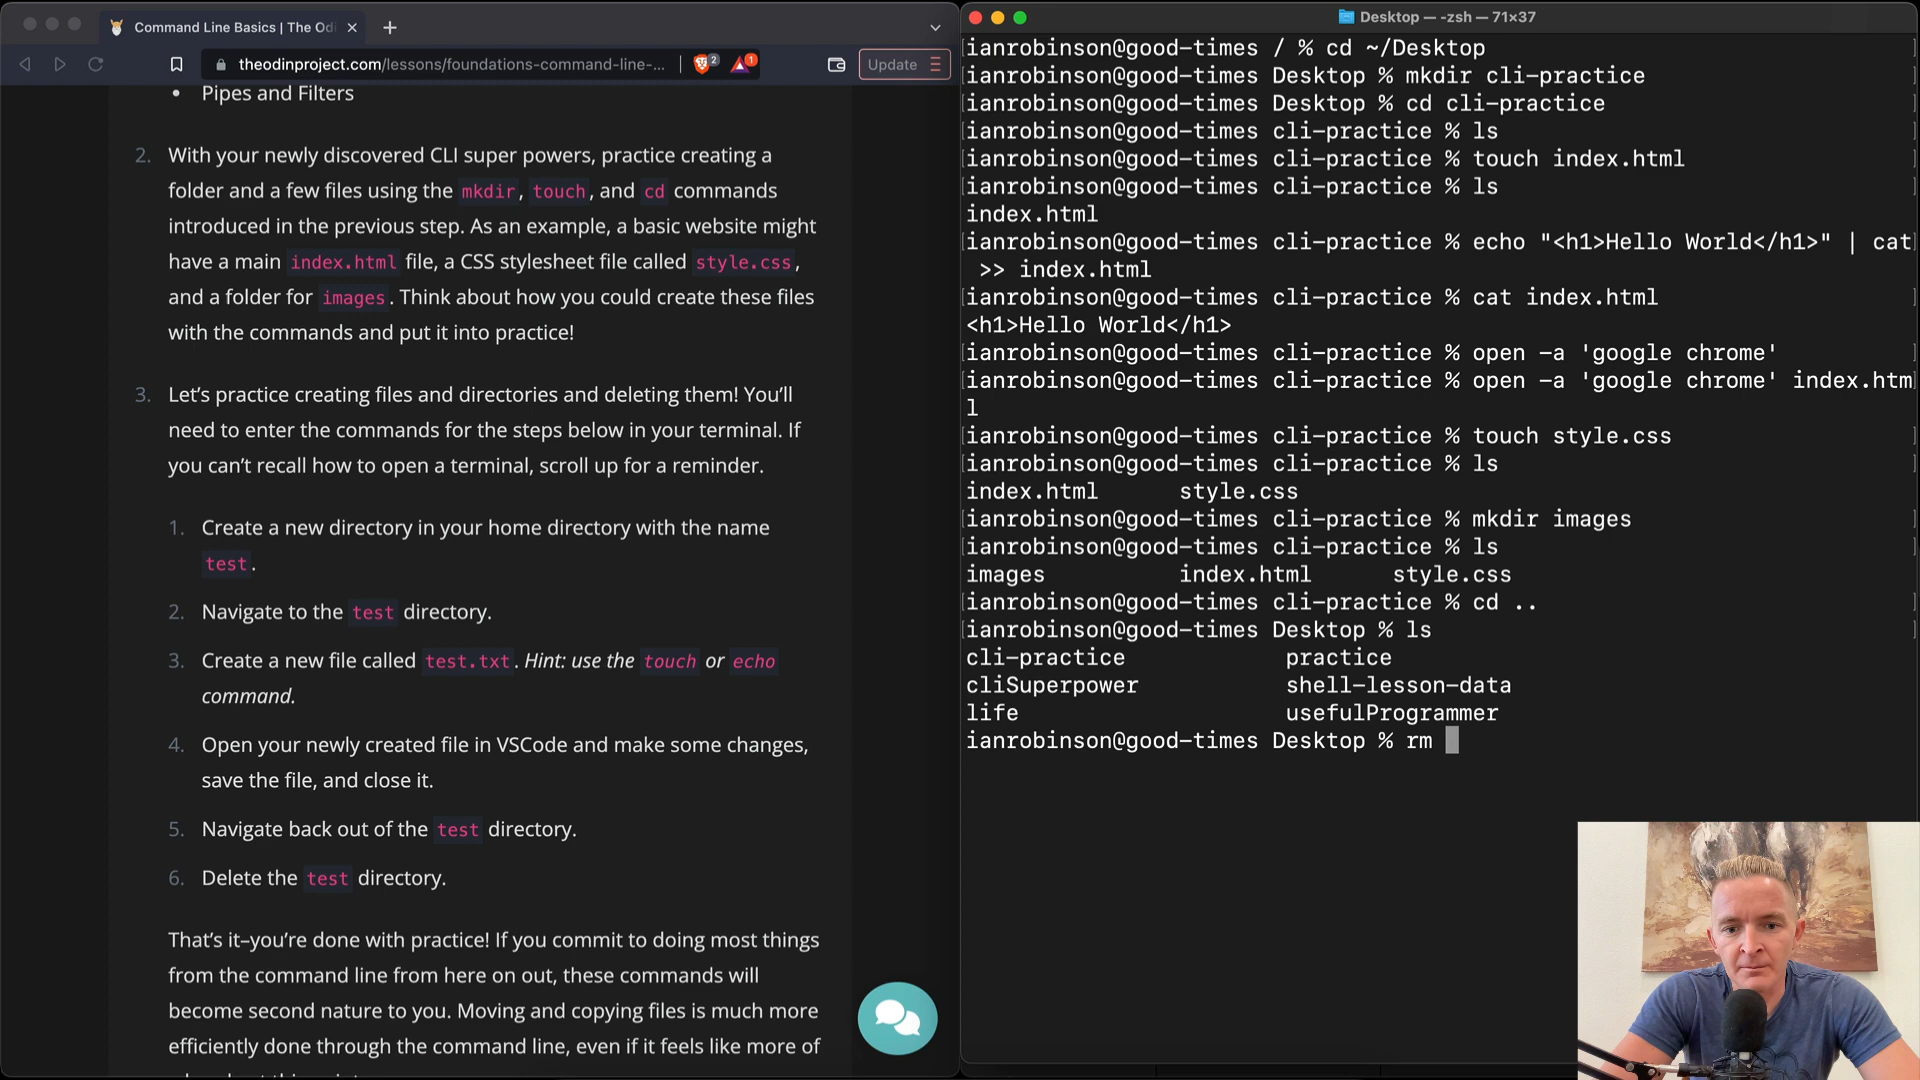 Command Line Basics | The Odi
theodinproject.com/lessons/foundations-command-line-...
2
1
Update
• Pipes and Filters
2. With your newly discovered CLI super powers, practice creating a
folder and a few files using the mkdir, touch, and cd commands
introduced in the previous step. As an example, a basic website might
have a main index.html file, a CSS stylesheet file called style.css,
and a folder for images. Think about how you could create these files
with the commands and put it into practice!
3. Let's practice creating files and directories and deleting them! You'll
need to enter the commands for the steps below in your terminal. If
you can't recall how to open a terminal, scroll up for a reminder.
1. Create a new directory in your home directory with the name
test.
2. Navigate to the test directory.
3. Create a new file called test.txt. Hint: use the touch or echo
command.
4. Open your newly created file in VSCode and make some changes,
save the file, and close it.
5. Navigate back out of the test directory.
6. Delete the test directory.
That's it–you're done with practice! If you commit to doing most things
from the command line from here on out, these commands will
become second nature to you. Moving and copying files is much more
efficiently done through the command line, even if it feels like more of
Desktop — -zsh — 71×37
ianrobinson@good-times / % cd ~/Desktop
ianrobinson@good-times Desktop % mkdir cli-practice
ianrobinson@good-times Desktop % cd cli-practice
ianrobinson@good-times cli-practice % ls
ianrobinson@good-times cli-practice % touch index.html
ianrobinson@good-times cli-practice % ls
index.html
ianrobinson@good-times cli-practice % echo "<h1>Hello World</h1>" | cat
>> index.html
ianrobinson@good-times cli-practice % cat index.html
<h1>Hello World</h1>
ianrobinson@good-times cli-practice % open -a 'google chrome'
ianrobinson@good-times cli-practice % open -a 'google chrome' index.htm
l
ianrobinson@good-times cli-practice % touch style.css
ianrobinson@good-times cli-practice % ls
index.html style.css
ianrobinson@good-times cli-practice % mkdir images
ianrobinson@good-times cli-practice % ls
images index.html style.css
ianrobinson@good-times cli-practice % cd ..
ianrobinson@good-times Desktop % ls
cli-practice practice
cliSuperpower shell-lesson-data
life usefulProgrammer
ianrobinson@good-times Desktop % rm